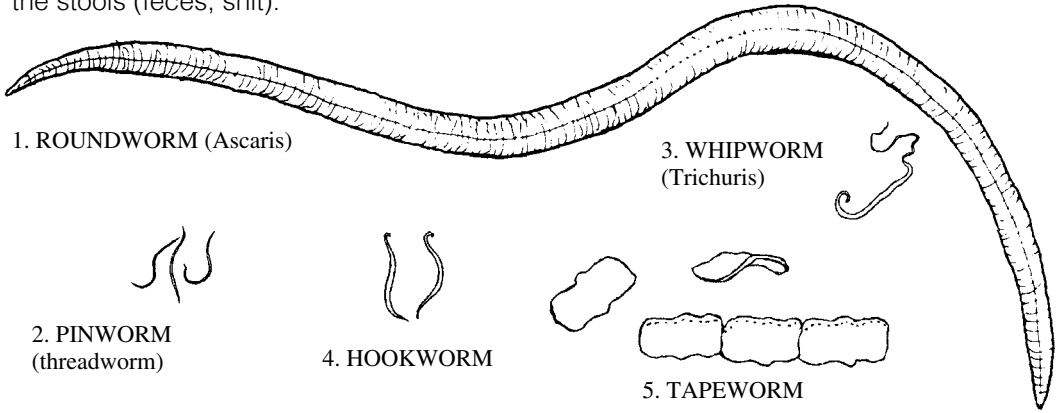 the stools (feces, shit).
1. ROUNDWORM (Ascaris)
3. WHIPWORM
(Trichuris)
2. PINWORM
(threadworm)
4. HOOKWORM
5. TAPEWORM